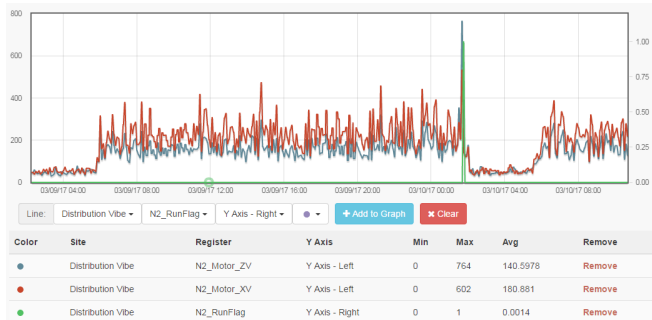 800
600
400
200
0
1.00
0.75
0.50
0.25
0.00
03/09/17 04:00 03/09/17 08:00 03/09/17 12:00 03/09/17 16:00 03/09/17 20:00 03/10/17 00:00 03/10/17 04:00 03/10/17 08:00
Line: Distribution Vibe N2_RunFlag Y Axis - Right + Add to Graph × Clear
Color Site Register Y Axis Min Max Avg Remove
Distribution Vibe N2_Motor_ZV Y Axis - Left 0 764 140.5978 Remove
Distribution Vibe N2_Motor_XV Y Axis - Left 0 602 180.881 Remove
Distribution Vibe N2_RunFlag Y Axis - Right 0 1 0.0014 Remove